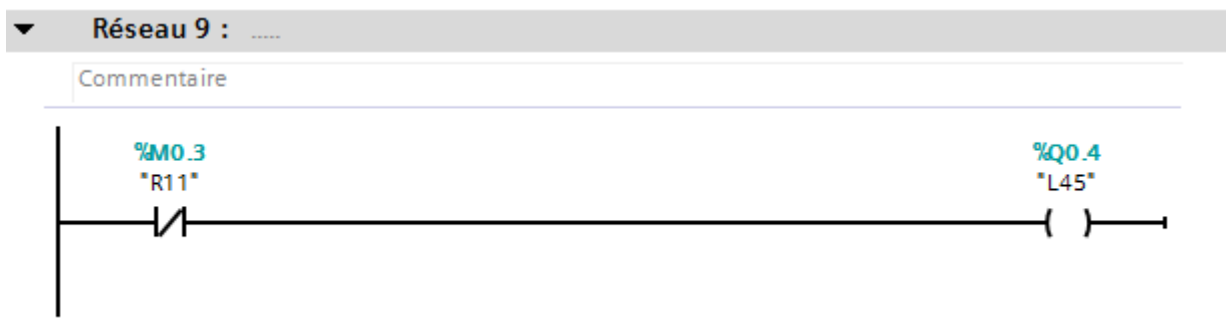 Réseau 9 : .....
Commentaire
%M0.3 %Q0.4
"R11" "L45"